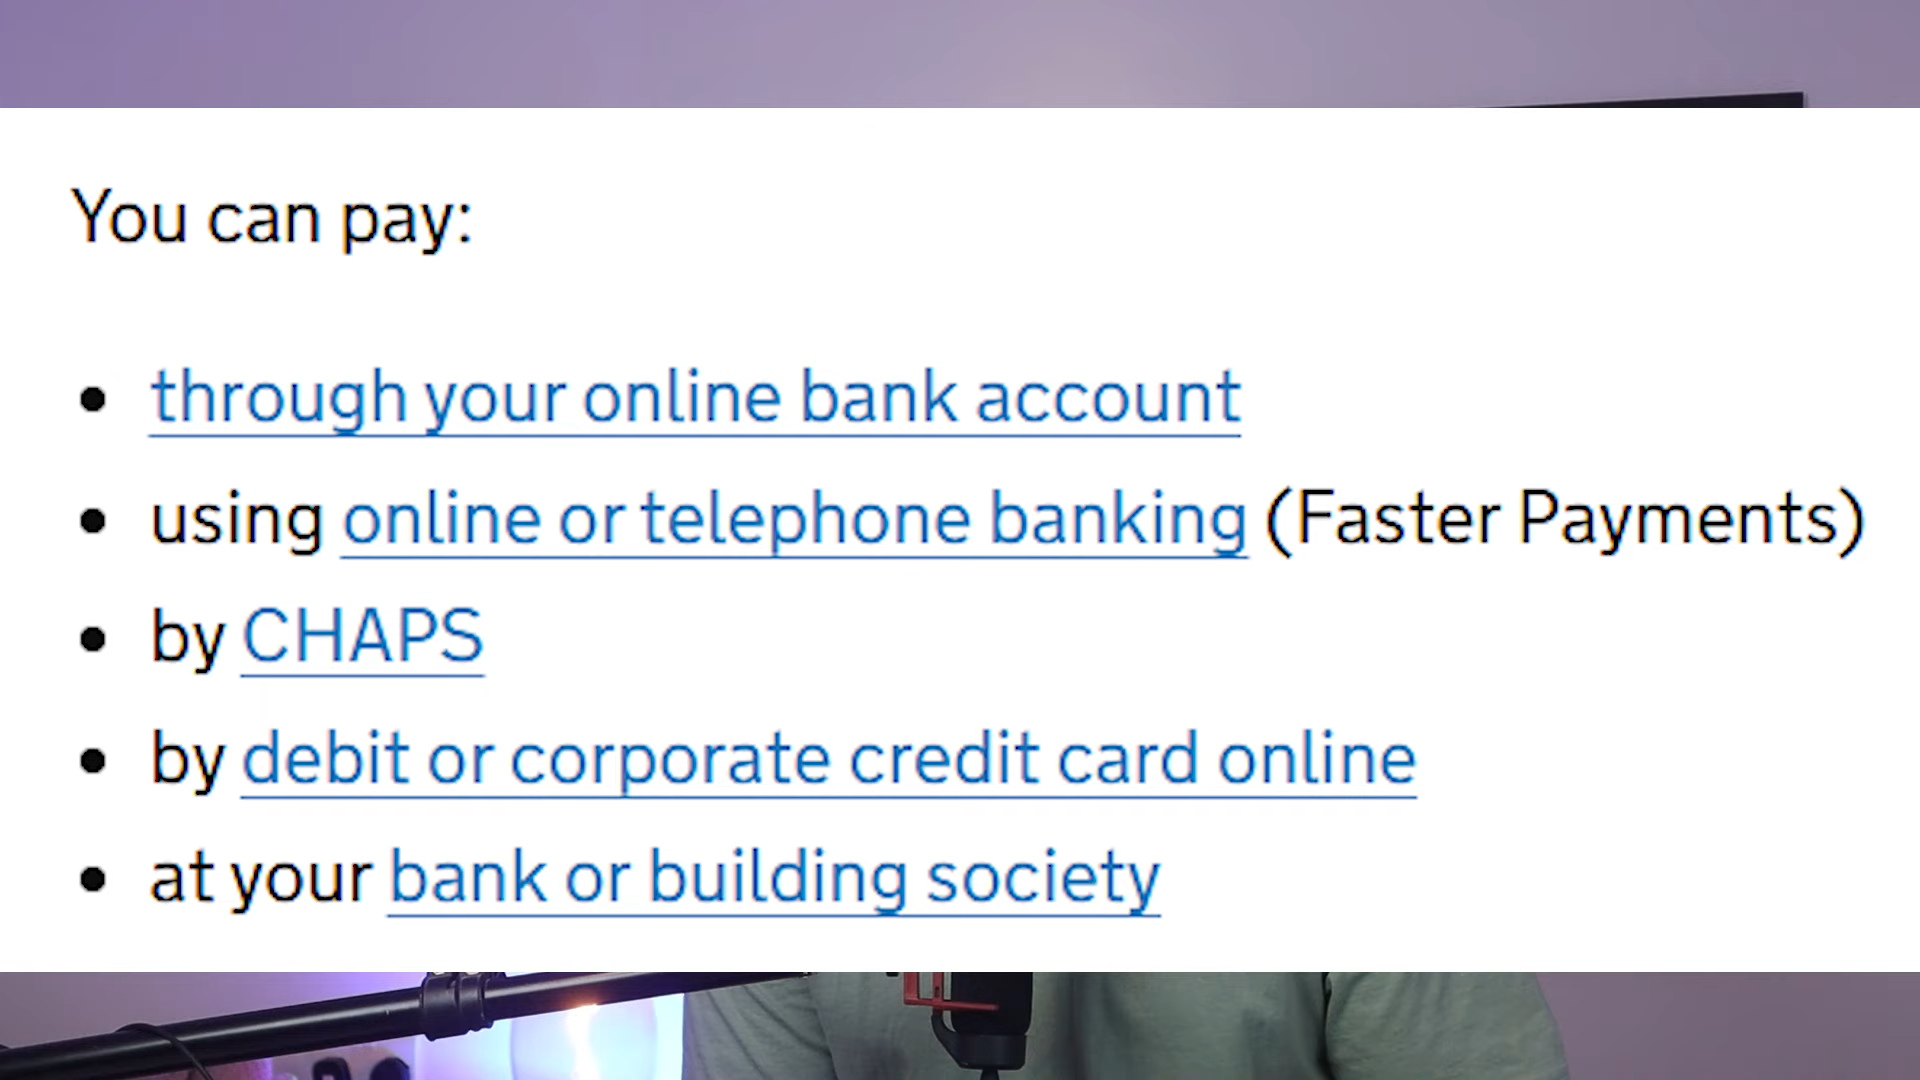 You can pay:
• through your online bank account
• using online or telephone banking (Faster Payments)
• by CHAPS
• by debit or corporate credit card online
• at your bank or building society